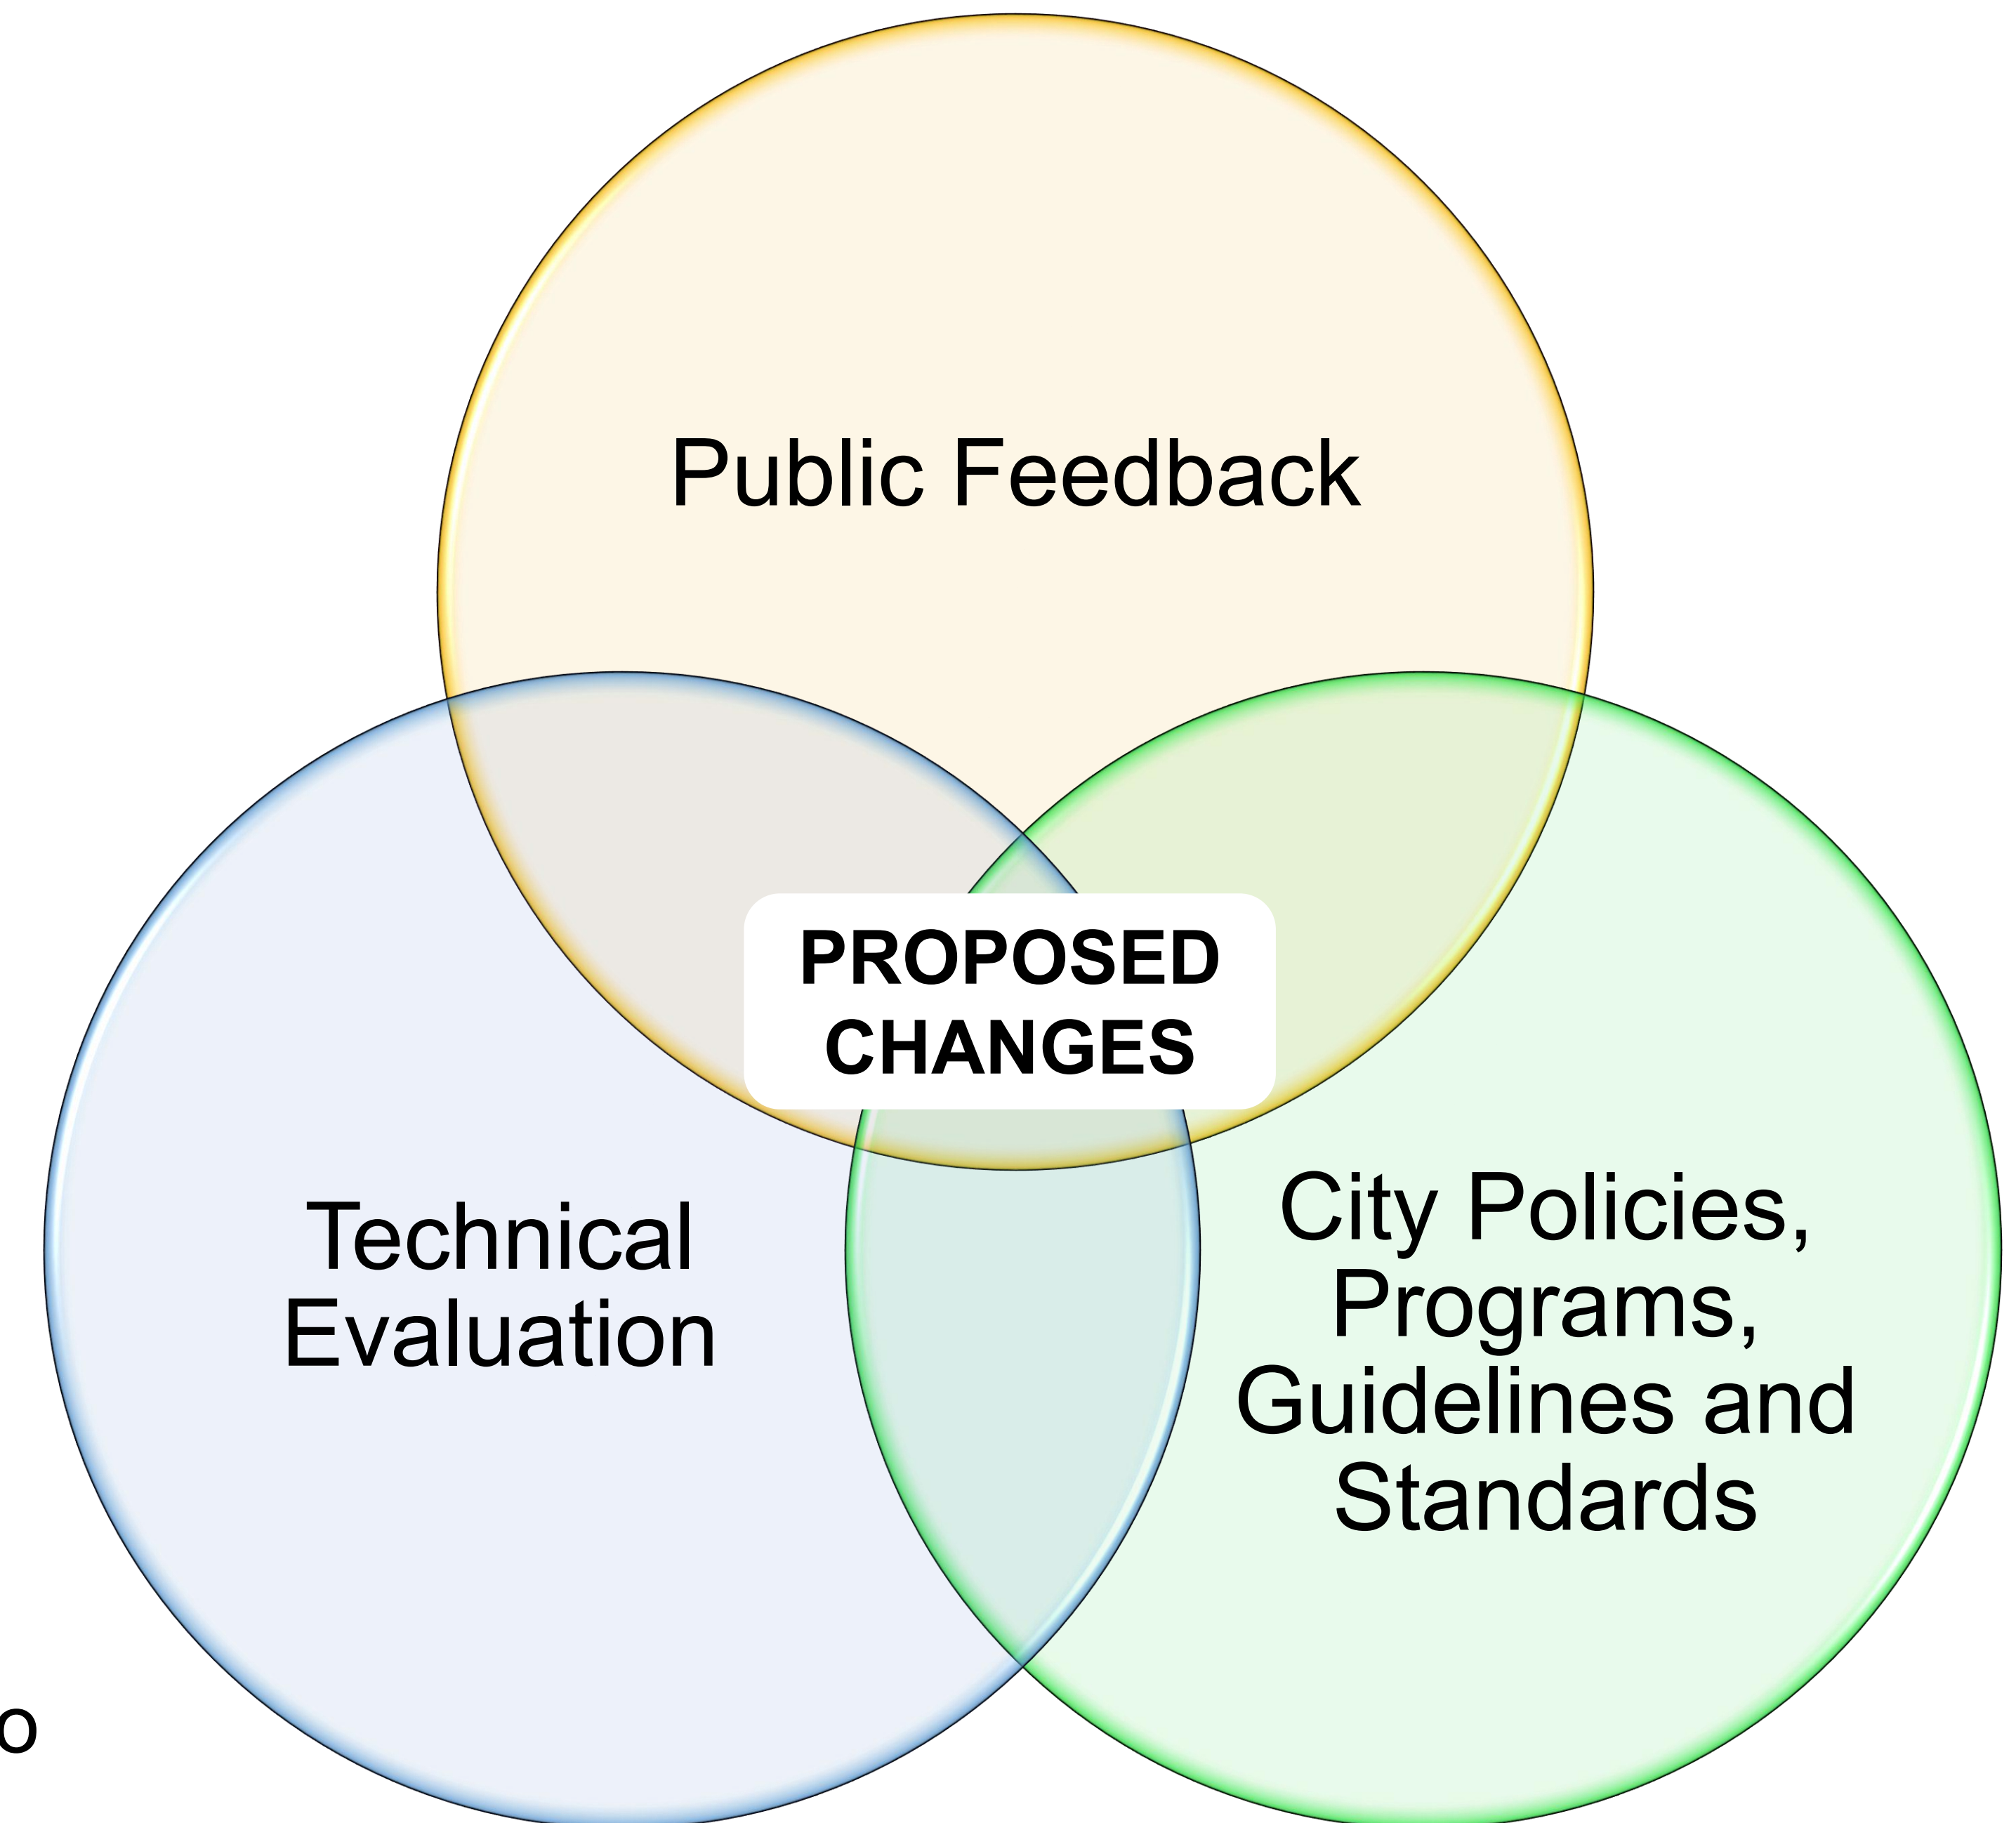 Public Feedback
PROPOSED
CHANGES
Technical
Evaluation
City Policies,
Programs,
Guidelines and
Standards
o